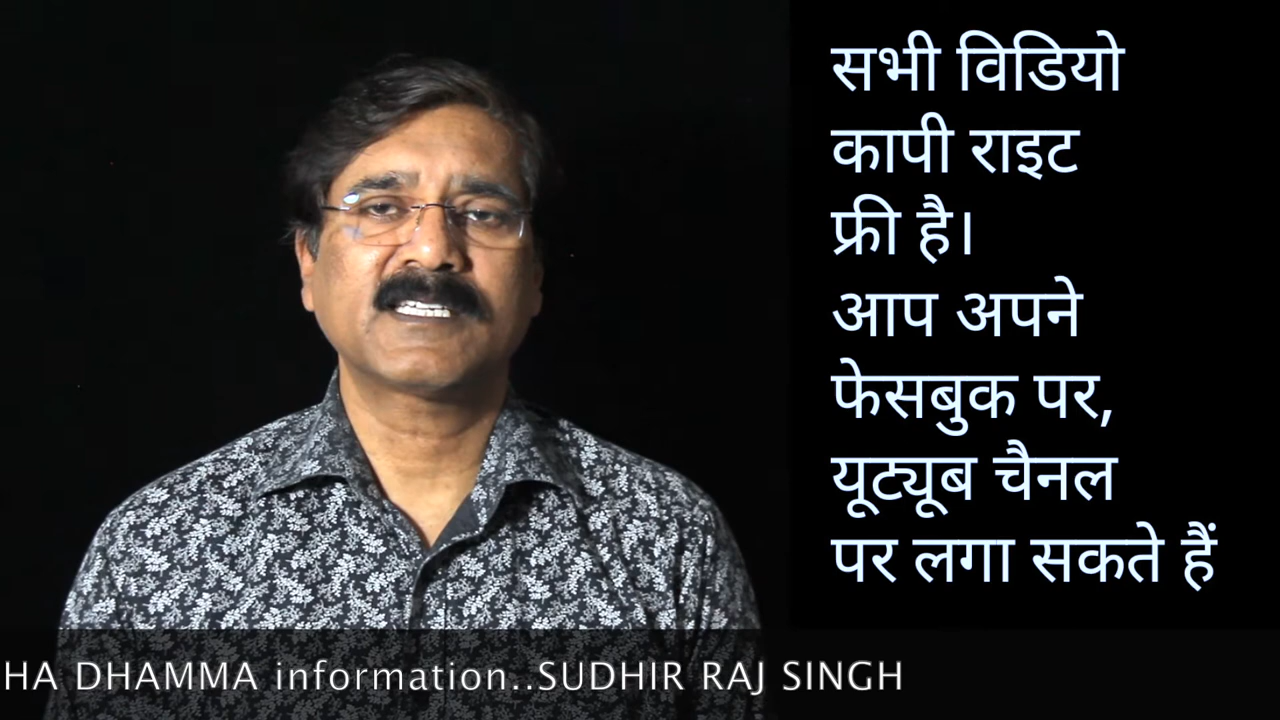 सभी विडियो
कापी राइट
फ्री है।
आप अपने
फेसबुक पर,
यूट्यूब चैनल
पर लगा सकते हैं
HA DHAMMA information..SUDHIR RAJ SINGH